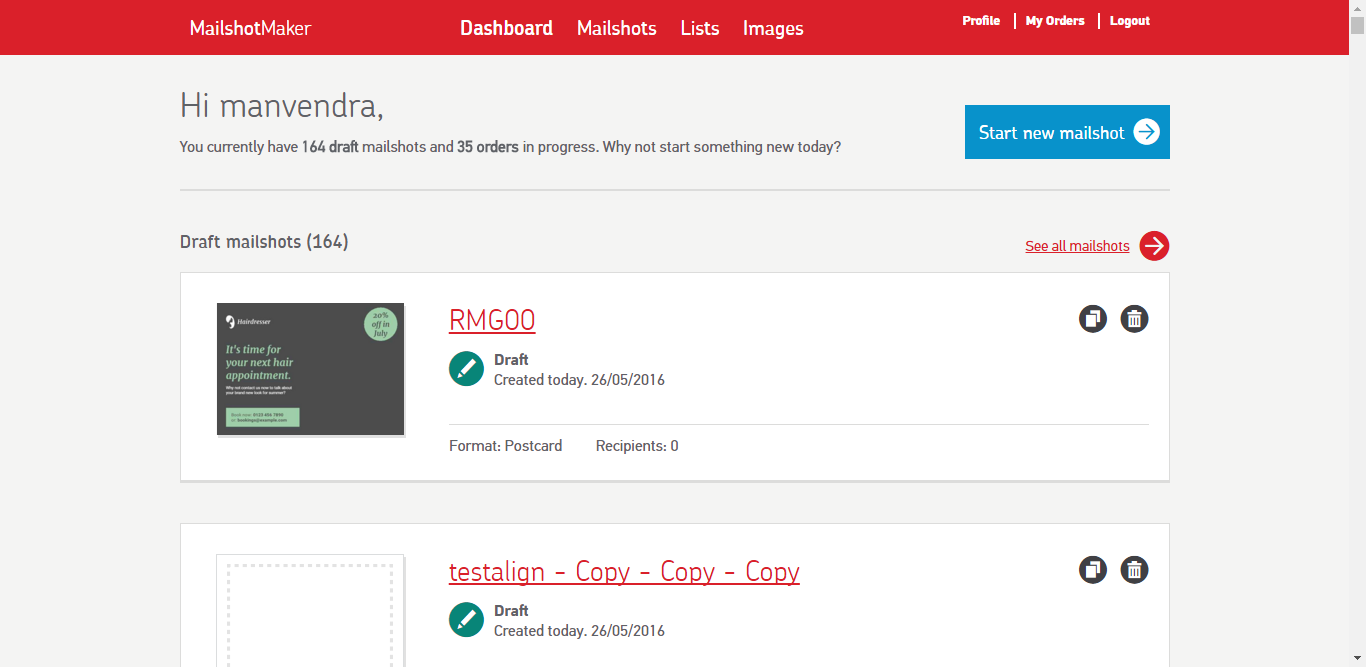 MailshotMaker
Dashboard Mailshots Lists Images
Profile My Orders Logout
Hi manvendra,
You currently have 164 draft mailshots and 35 orders in progress. Why not start something new today?
Start new mailshot
Draft mailshots (164)
See all mailshots
Hairdresser
20%
off in
July
It's time for
your next hair
appointment.
Why not contact us now to talk about
your brand new look for summer?
Book now 0123 456 7890
or bookings@example.com
RMG00
Draft
Created today. 26/05/2016
Format: Postcard Recipients: 0
testalign - Copy - Copy - Copy
Draft
Created today. 26/05/2016